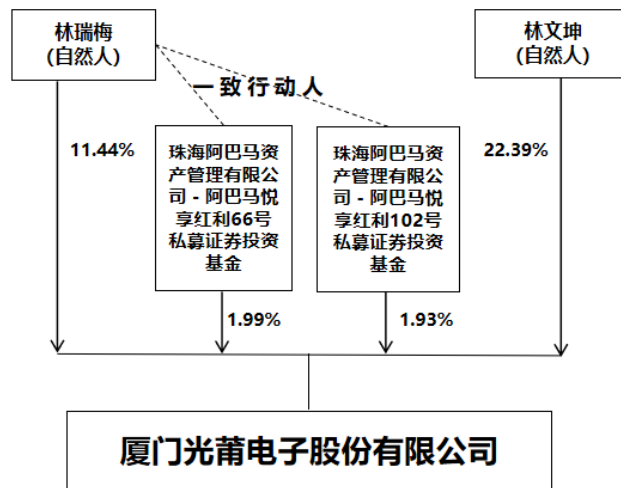 林瑞梅
(自然人)
林文坤
(自然人)
一致行动人
11.44%
珠海阿巴马资
产管理有限公
司 - 阿巴马悦
享红利66号
私募证券投资
基金
珠海阿巴马资
产管理有限公
司 - 阿巴马悦
享红利102号
私募证券投资
基金
22.39%
1.99%
1.93%
厦门光莆电子股份有限公司